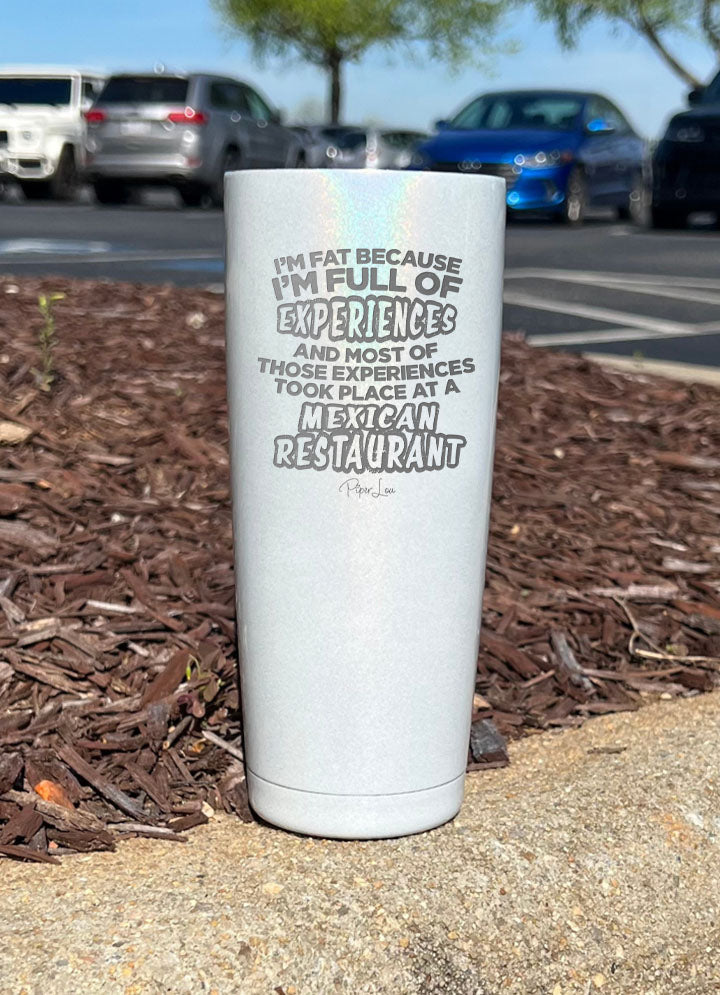 I'M FAT BECAUSE
I'M FULL OF
EXPERIENCES
AND MOST OF
THOSE EXPERIENCES
TOOK PLACE AT A
MEXICAN
RESTAURANT
Piper Lou